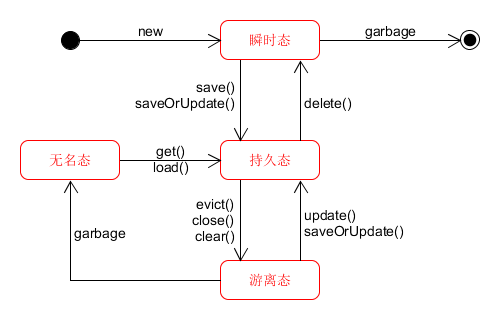 new
瞬时态
garbage
save()
saveOrUpdate()
delete()
无名态
get()
load()
持久态
evict()
close()
clear()
update()
saveOrUpdate()
garbage
游离态